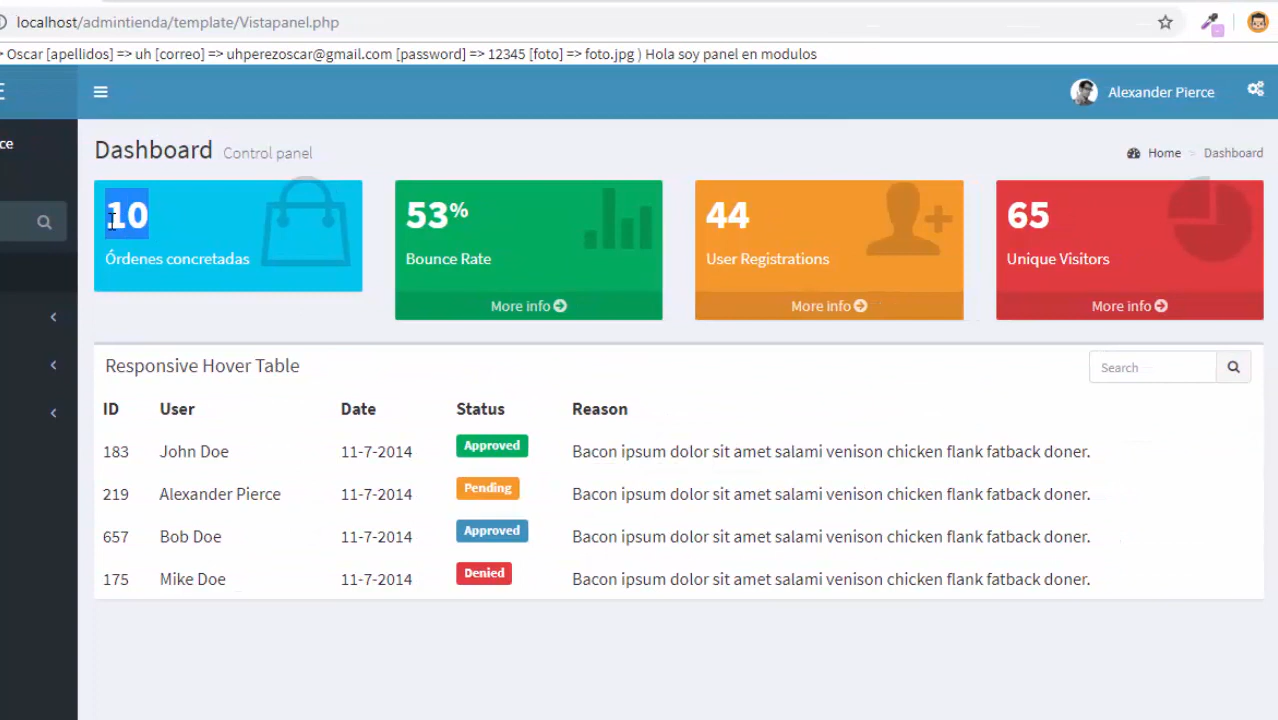 localhost/admintienda/template/Vistapanel.php
Oscar [apellidos] => uh [correo] => uhperezoscar@gmail.com [password] => 12345 [foto] => foto.jpg ) Hola soy panel en modulos
ce
Alexander Pierce
Dashboard Control panel
Home > Dashboard
10
Órdenes concretadas
53%
Bounce Rate
More info
44
User Registrations
More info
65
Unique Visitors
More info
Responsive Hover Table
Search
ID User Date Status Reason
183 John Doe 11-7-2014 Approved Bacon ipsum dolor sit amet salami venison chicken flank fatback doner.
219 Alexander Pierce 11-7-2014 Pending Bacon ipsum dolor sit amet salami venison chicken flank fatback doner.
657 Bob Doe 11-7-2014 Approved Bacon ipsum dolor sit amet salami venison chicken flank fatback doner.
175 Mike Doe 11-7-2014 Denied Bacon ipsum dolor sit amet salami venison chicken flank fatback doner.